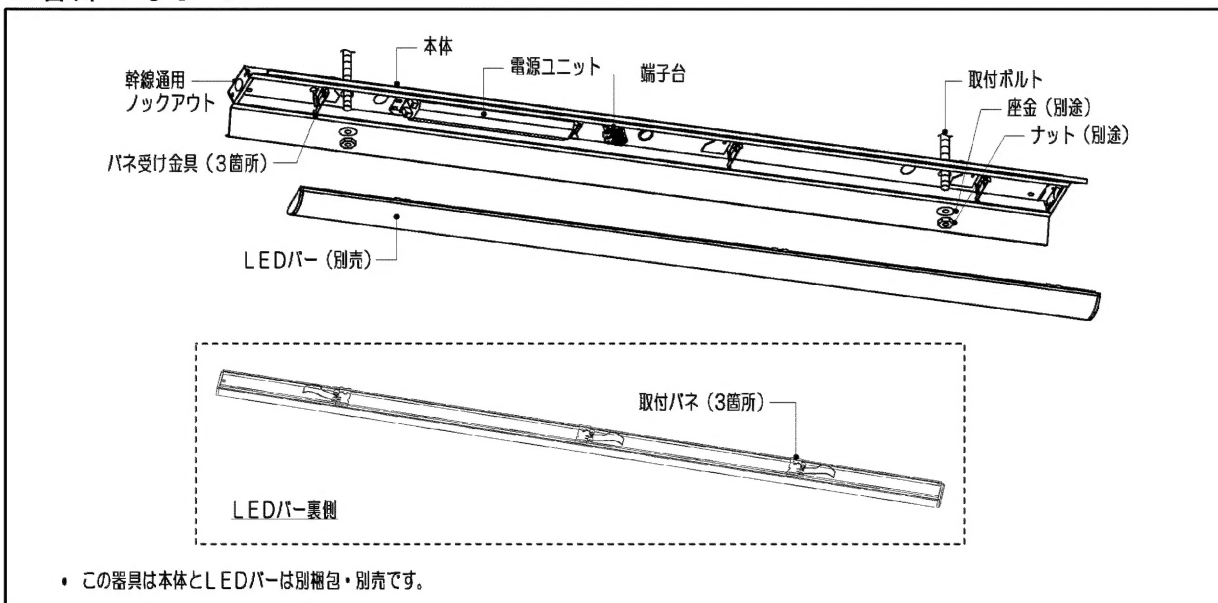 本体
電源ユニット
端子台
取付ボルト
座金（別途）
ナット（別途）
幹線通用
ノックアウト
バネ受け金具（3箇所）
LEDバー（別売）
取付バネ（3箇所）
LEDバー裏側
• この器具は本体とLEDバーは別梱包・別売です。